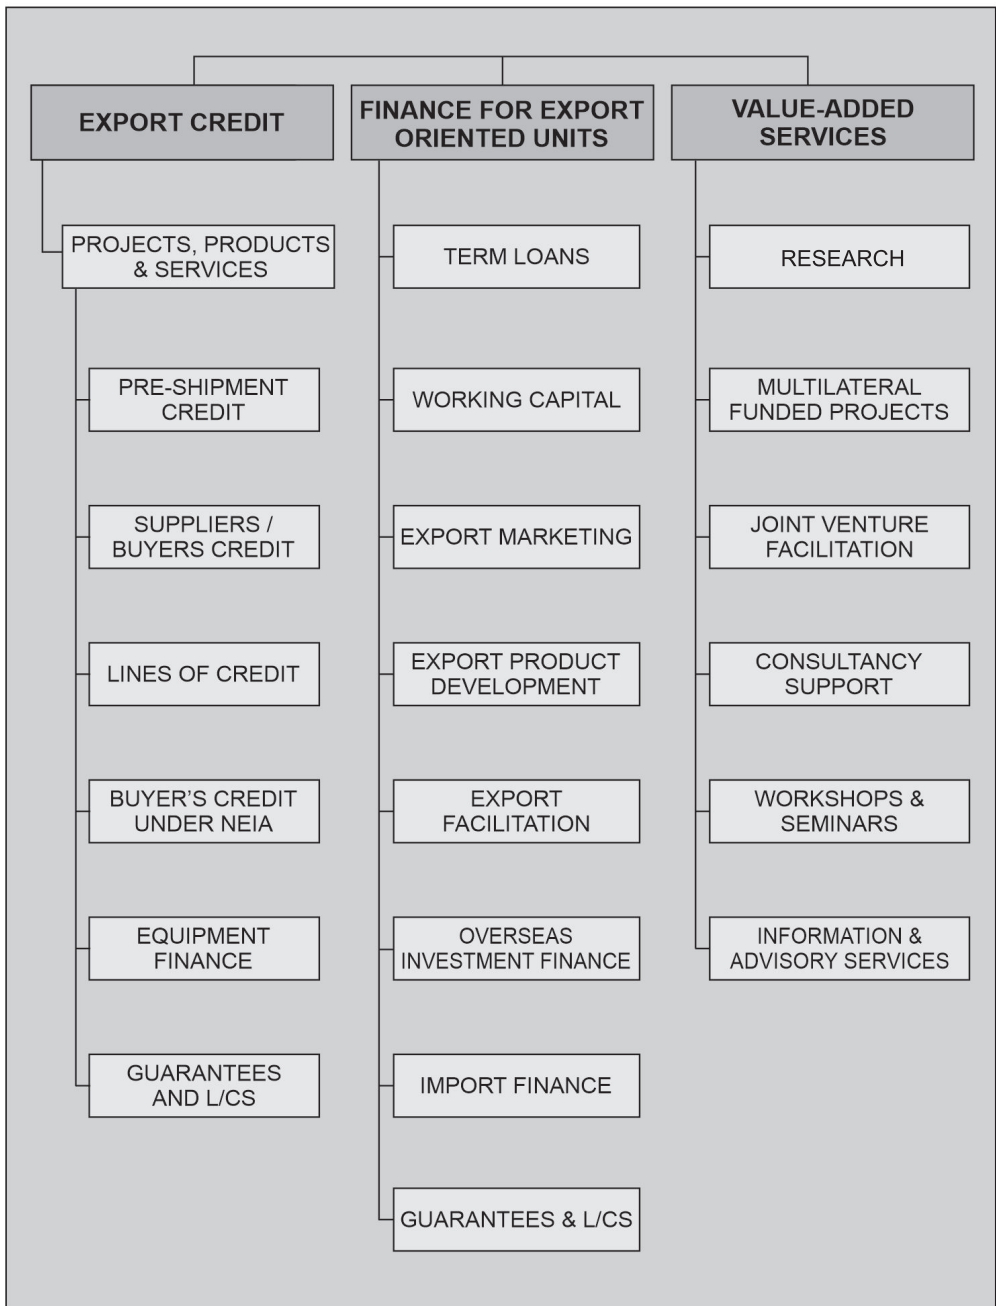 EXPORT CREDIT
PROJECTS, PRODUCTS
& SERVICES
PRE-SHIPMENT
CREDIT
SUPPLIERS /
BUYERS CREDIT
LINES OF CREDIT
BUYER’S CREDIT
UNDER NEIA
EQUIPMENT
FINANCE
GUARANTEES
AND L/CS
FINANCE FOR EXPORT
ORIENTED UNITS
TERM LOANS
WORKING CAPITAL
EXPORT MARKETING
EXPORT PRODUCT
DEVELOPMENT
EXPORT
FACILITATION
OVERSEAS
INVESTMENT FINANCE
IMPORT FINANCE
GUARANTEES & L/CS
VALUE-ADDED
SERVICES
RESEARCH
MULTILATERAL
FUNDED PROJECTS
JOINT VENTURE
FACILITATION
CONSULTANCY
SUPPORT
WORKSHOPS &
SEMINARS
INFORMATION &
ADVISORY SERVICES